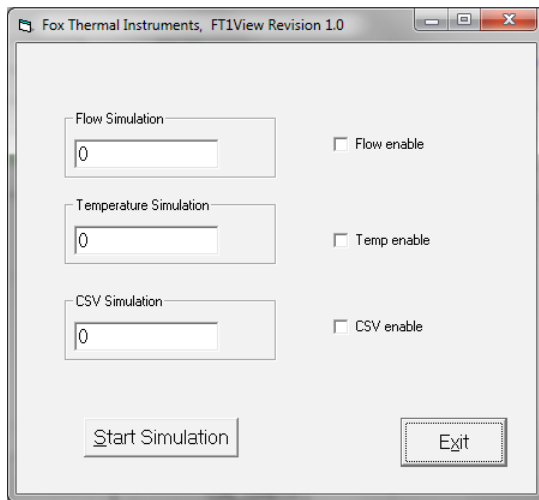 Fox Thermal Instruments, FT1View Revision 1.0
Flow Simulation
0
Flow enable
Temperature Simulation
0
Temp enable
CSV Simulation
0
CSV enable
Start Simulation
Exit